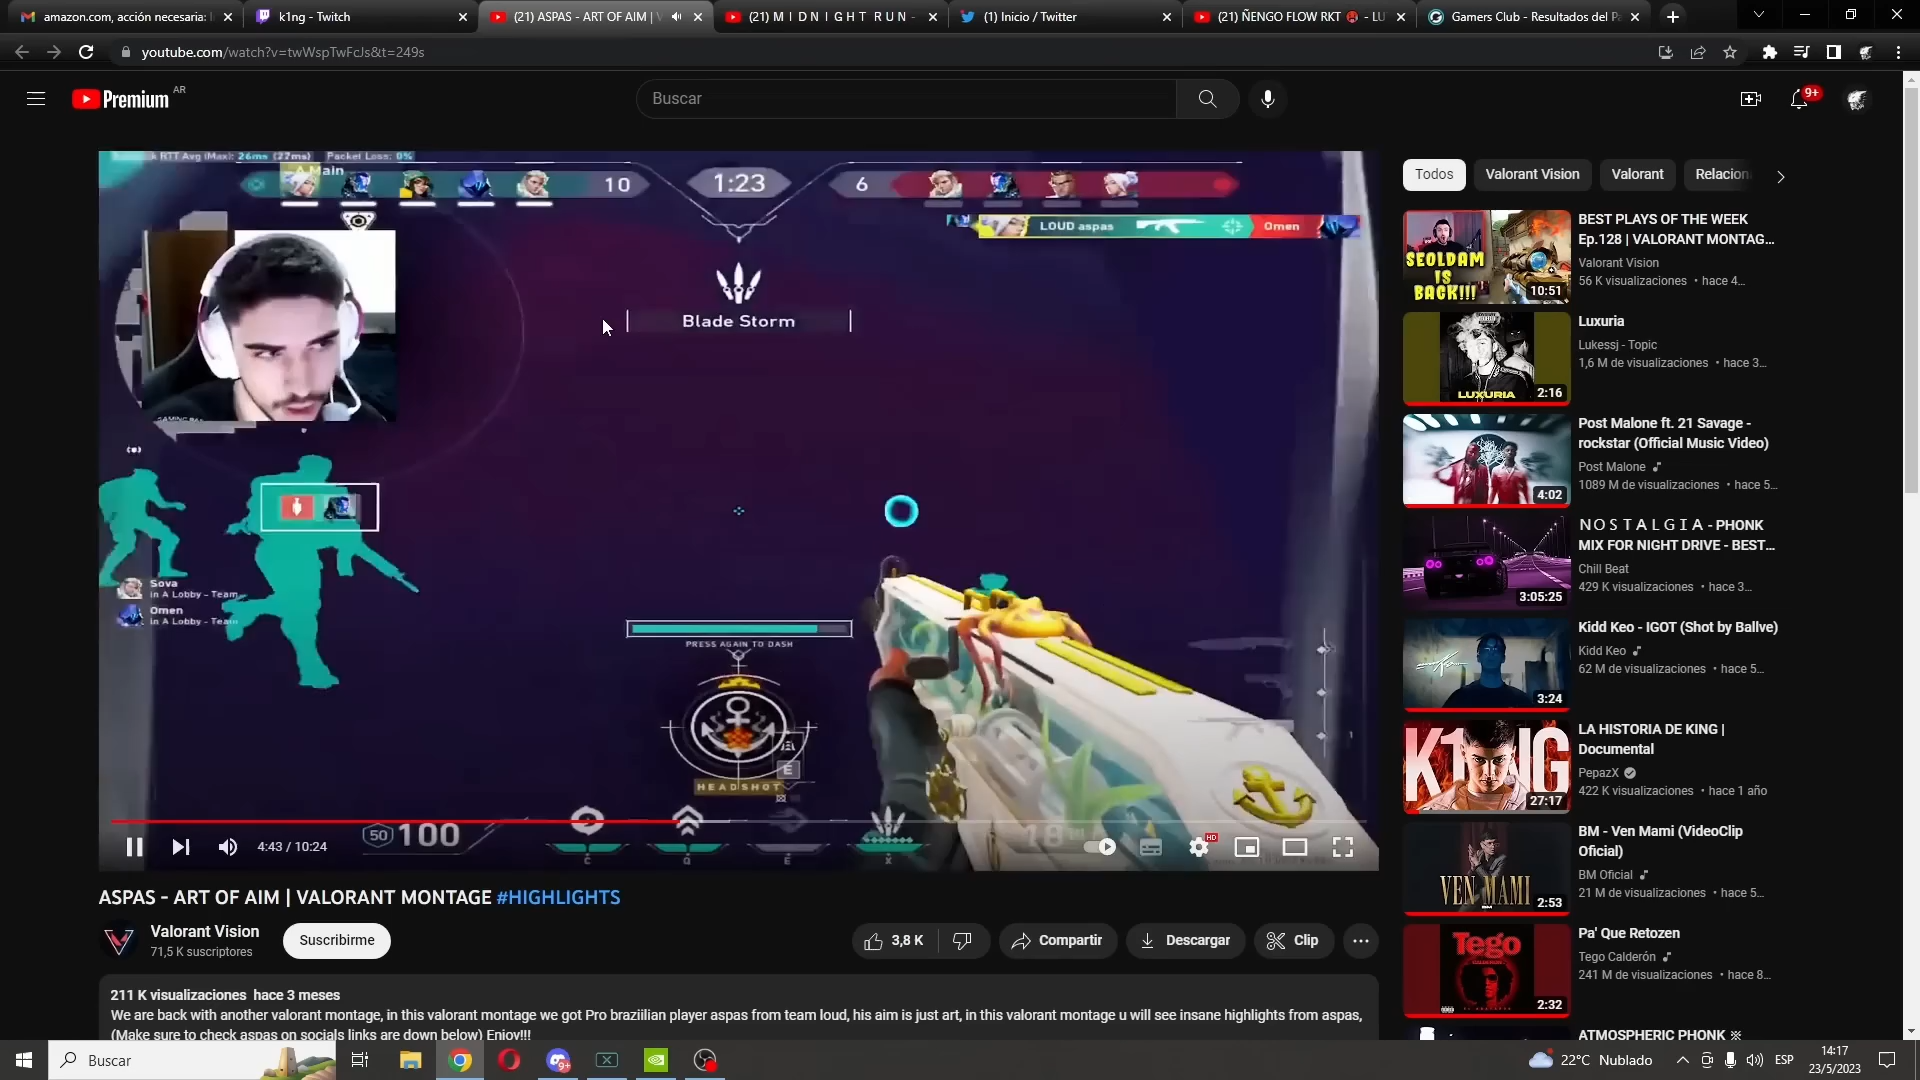 amazon.com, acción necesaria: I
k1ng - Twitch
(21) ASPAS - ART OF AIM | V
(21) M I D N I G H T R U N -
(1) Inicio / Twitter
(21) ÑENGO FLOW RKT - LU
Gamers Club - Resultados del Pa
youtube.com/watch?v=twWspTwFcJs&t=249s
Premium AR
Buscar
9+
RTT Avg (Max): 26ms (27ms) Packet Loss: 0%
A Main
10
1:23
6
LOUD aspas
Omen
Blade Storm
Sova
in A Lobby - Team
Omen
in A Lobby - Team
PRESS AGAIN TO DASH
E
HEADSHOT
50 100
C
Q
E
X
4:43 / 10:24
HD
ASPAS - ART OF AIM | VALORANT MONTAGE #HIGHLIGHTS
Valorant Vision
71,5 K suscriptores
Suscribirme
3,8 K
Compartir
Descargar
Clip
211 K visualizaciones hace 3 meses
We are back with another valorant montage, in this valorant montage we got Pro braziilian player aspas from team loud, his aim is just art, in this valorant montage u will see insane highlights from aspas,
(Make sure to check aspas on socials links are down below) Enjoy!!!
Todos
Valorant Vision
Valorant
Relacion
SEOLDAM
IS
BACK!!!
10:51
BEST PLAYS OF THE WEEK
Ep.128 | VALORANT MONTAG...
Valorant Vision
56 K visualizaciones • hace 4...
LUXURIA
2:16
Luxuria
Lukessj - Topic
1,6 M de visualizaciones • hace 3...
4:02
Post Malone ft. 21 Savage -
rockstar (Official Music Video)
Post Malone
1089 M de visualizaciones • hace 5...
3:05:25
N O S T A L G I A - PHONK
MIX FOR NIGHT DRIVE - BEST...
Chill Beat
429 K visualizaciones • hace 3...
3:24
Kidd Keo - IGOT (Shot by Ballve)
Kidd Keo
62 M de visualizaciones • hace 5...
K1NG
27:17
LA HISTORIA DE KING |
Documental
PepazX
422 K visualizaciones • hace 1 año
VEN MAMI
2:53
BM - Ven Mami (VideoClip
Oficial)
BM Oficial
21 M de visualizaciones • hace 5...
Tego
2:32
Pa' Que Retozen
Tego Calderón
241 M de visualizaciones • hace 8...
ATMOSPHERIC PHONK ※
Buscar
9+
22°C Nublado
ESP
14:17
23/5/2023